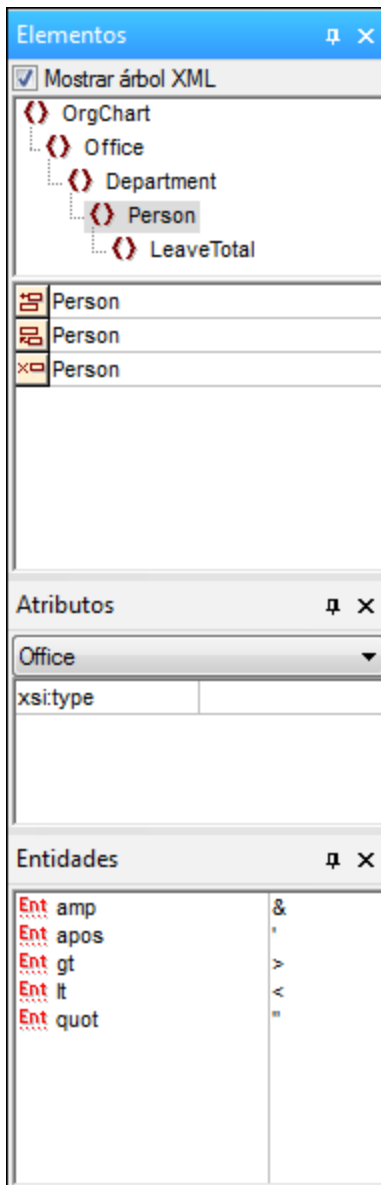 Elementos
Mostrar árbol XML
OrgChart
Office
Department
Person
LeaveTotal
Person
Person
Person
Atributos
Office
xsi:type
Entidades
Ent amp &
Ent apos '
Ent gt >
Ent lt <
Ent quot "